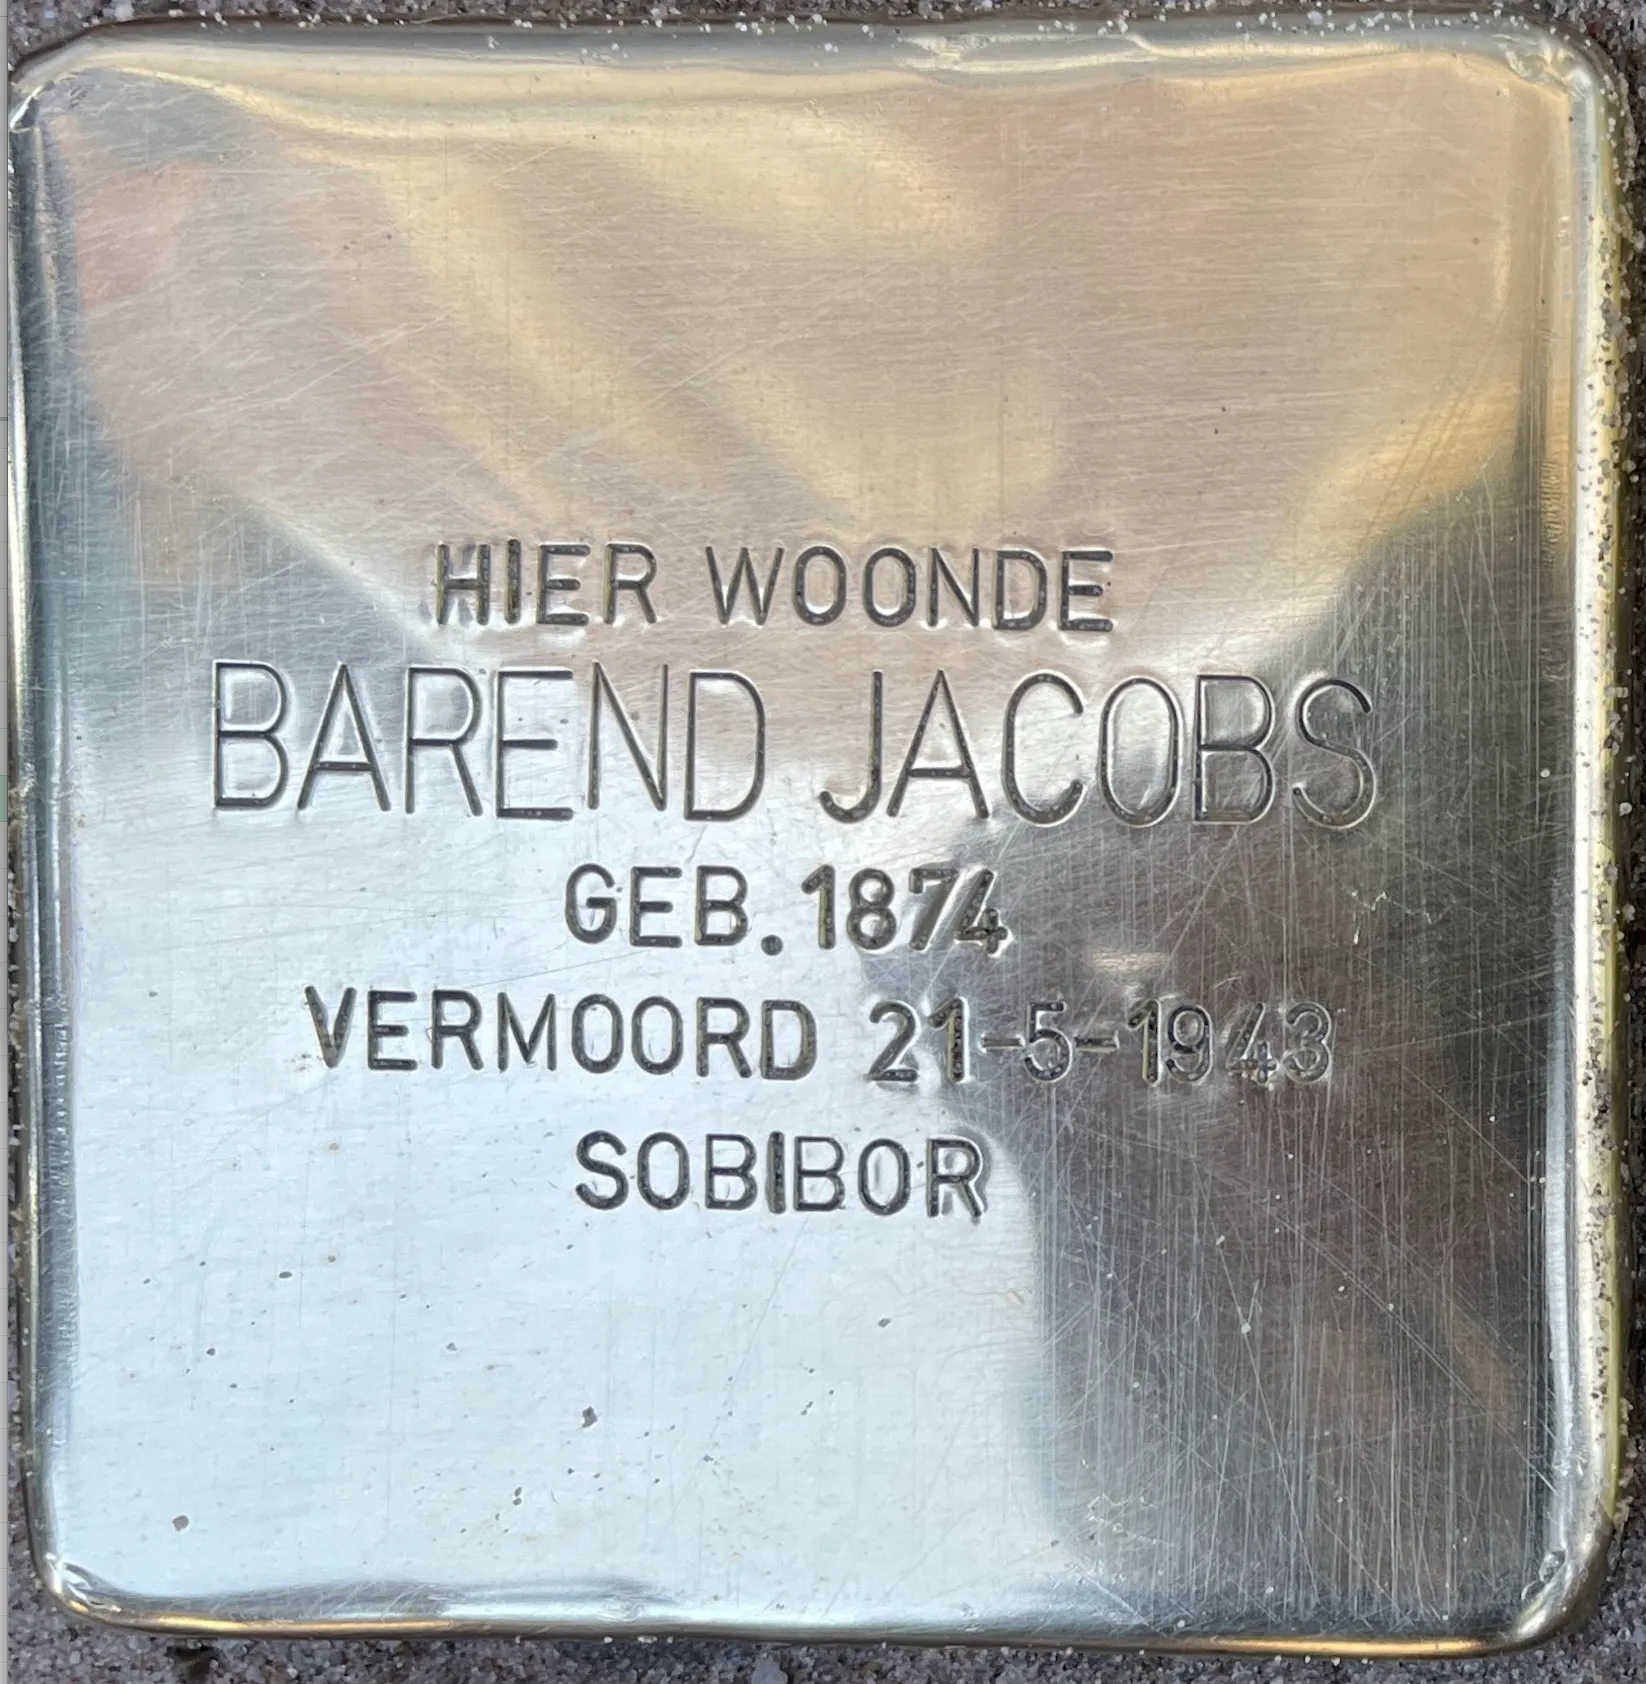 HIER WOONDE
BAREND JACOBS
GEB. 1874
VERMOORD 21-5-1943
SOBIBOR